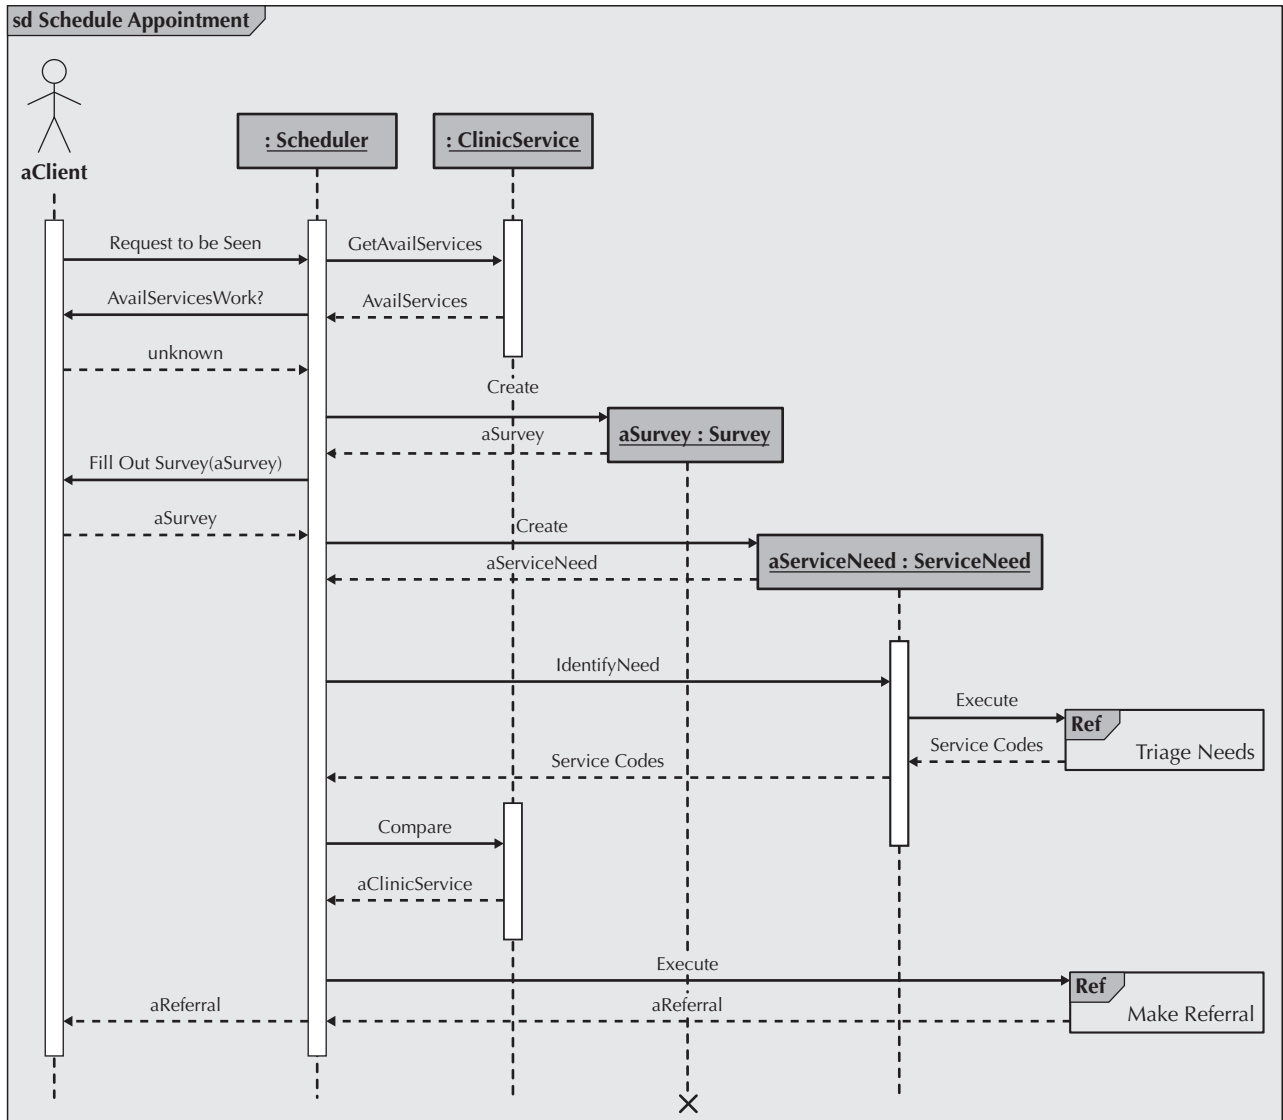 sd Schedule Appointment
aClient
: Scheduler
: ClinicService
Request to be Seen
GetAvailServices
AvailServicesWork?
AvailServices
unknown
Create
aSurvey : Survey
aSurvey
Fill Out Survey(aSurvey)
aSurvey
Create
aServiceNeed : ServiceNeed
aServiceNeed
IdentifyNeed
Execute
Ref
Triage Needs
Service Codes
Service Codes
Compare
aClinicService
Execute
Ref
Make Referral
aReferral
aReferral